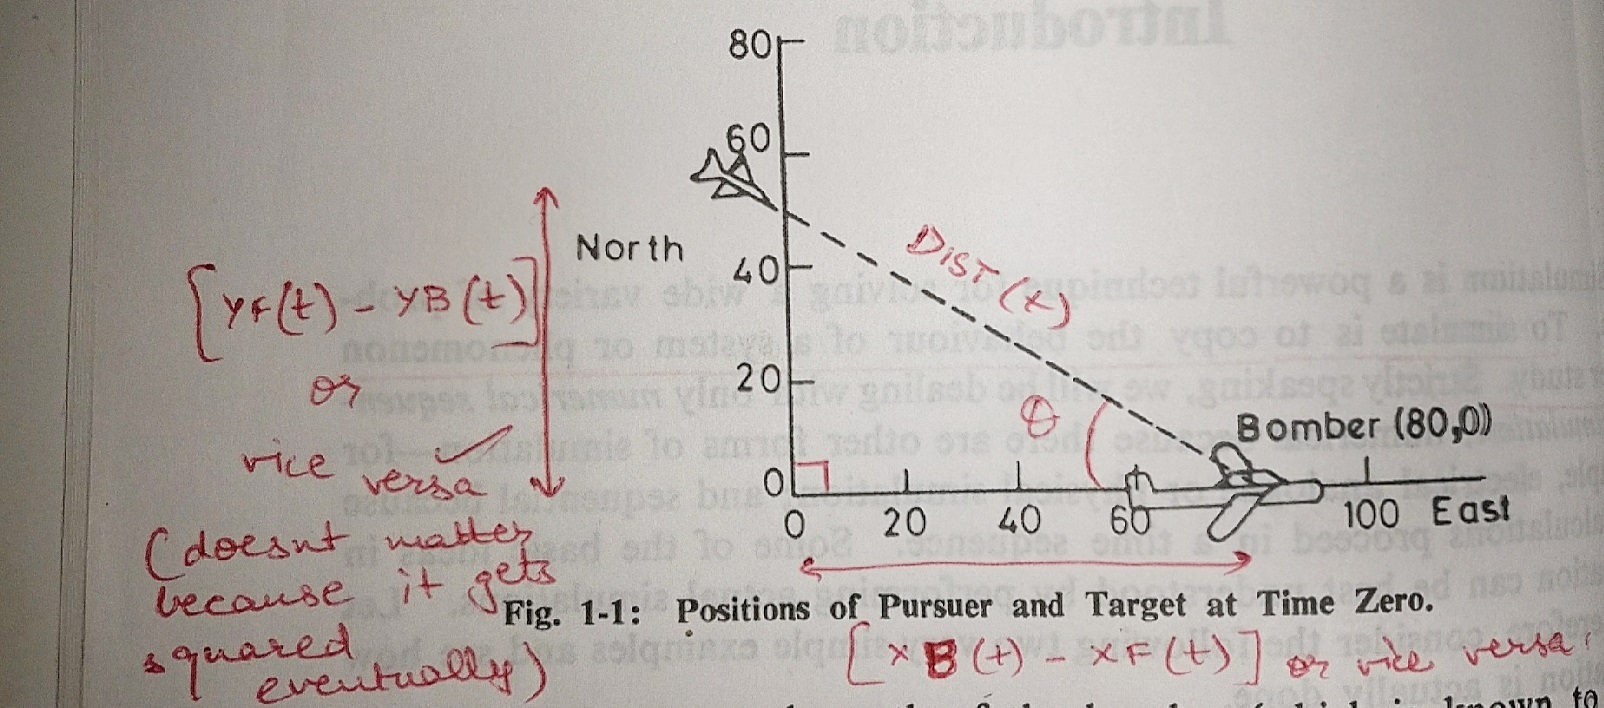 80
60
North
[YF(t) - YB(t)]
40
DIST(t)
or
20
vice versa
θ
Bomber (80,0)
0
0 20 40 60 100 East
(doesnt matter
because it gets
squared
eventually)
Fig. 1-1: Positions of Pursuer and Target at Time Zero.
[XB(t) - XF(t)] or vice versa.
known to